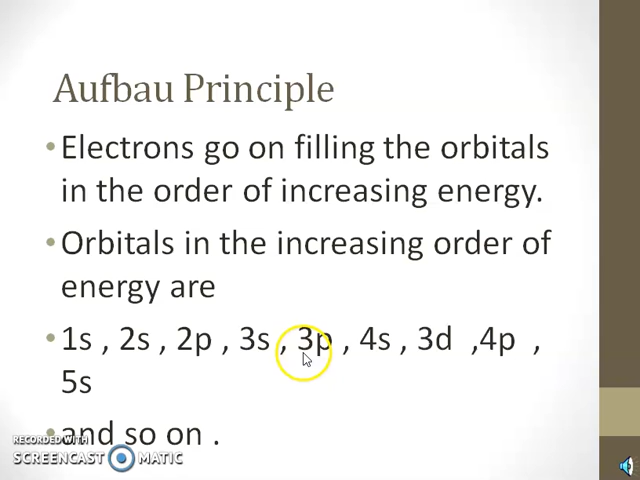 Aufbau Principle
•Electrons go on filling the orbitals
in the order of increasing energy.
•Orbitals in the increasing order of
energy are
•1s , 2s , 2p , 3s , 3p , 4s , 3d ,4p ,
5s
•and so on .
RECORDED WITH
SCREENCAST MATIC